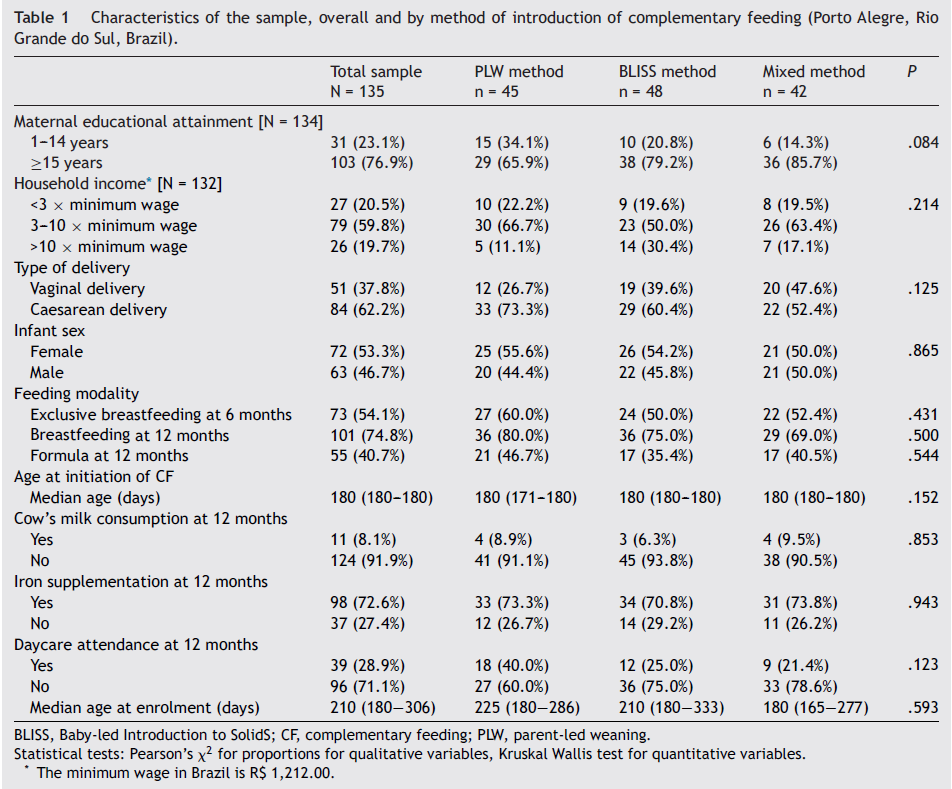 Table 1 Characteristics of the sample, overall and by method of introduction of complementary feeding (Porto Alegre, Rio
Grande do Sul, Brazil).
Total sample PLW method BLISS method Mixed method P
N = 135 n = 45 n = 48 n = 42
Maternal educational attainment [N = 134]
1–14 years 31 (23.1%) 15 (34.1%) 10 (20.8%) 6 (14.3%) .084
≥15 years 103 (76.9%) 29 (65.9%) 38 (79.2%) 36 (85.7%)
Household income* [N = 132]
<3 × minimum wage 27 (20.5%) 10 (22.2%) 9 (19.6%) 8 (19.5%) .214
3–10 × minimum wage 79 (59.8%) 30 (66.7%) 23 (50.0%) 26 (63.4%)
>10 × minimum wage 26 (19.7%) 5 (11.1%) 14 (30.4%) 7 (17.1%)
Type of delivery
Vaginal delivery 51 (37.8%) 12 (26.7%) 19 (39.6%) 20 (47.6%) .125
Caesarean delivery 84 (62.2%) 33 (73.3%) 29 (60.4%) 22 (52.4%)
Infant sex
Female 72 (53.3%) 25 (55.6%) 26 (54.2%) 21 (50.0%) .865
Male 63 (46.7%) 20 (44.4%) 22 (45.8%) 21 (50.0%)
Feeding modality
Exclusive breastfeeding at 6 months 73 (54.1%) 27 (60.0%) 24 (50.0%) 22 (52.4%) .431
Breastfeeding at 12 months 101 (74.8%) 36 (80.0%) 36 (75.0%) 29 (69.0%) .500
Formula at 12 months 55 (40.7%) 21 (46.7%) 17 (35.4%) 17 (40.5%) .544
Age at initiation of CF
Median age (days) 180 (180–180) 180 (171–180) 180 (180–180) 180 (180–180) .152
Cow's milk consumption at 12 months
Yes 11 (8.1%) 4 (8.9%) 3 (6.3%) 4 (9.5%) .853
No 124 (91.9%) 41 (91.1%) 45 (93.8%) 38 (90.5%)
Iron supplementation at 12 months
Yes 98 (72.6%) 33 (73.3%) 34 (70.8%) 31 (73.8%) .943
No 37 (27.4%) 12 (26.7%) 14 (29.2%) 11 (26.2%)
Daycare attendance at 12 months
Yes 39 (28.9%) 18 (40.0%) 12 (25.0%) 9 (21.4%) .123
No 96 (71.1%) 27 (60.0%) 36 (75.0%) 33 (78.6%)
Median age at enrolment (days) 210 (180−306) 225 (180−286) 210 (180−333) 180 (165−277) .593
BLISS, Baby-led Introduction to SolidS; CF, complementary feeding; PLW, parent-led weaning.
Statistical tests: Pearson's χ² for proportions for qualitative variables, Kruskal Wallis test for quantitative variables.
* The minimum wage in Brazil is R$ 1,212.00.